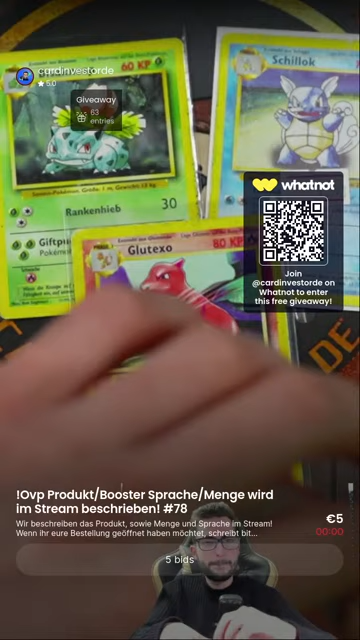 60 KP
cardinvestorde
5.0
Giveaway
63
entries
Schillok
whatnot
Rankenhieb
30
Giftpu
Pokémo
Glutexo
80 KP
Join
@cardinvestorde on
Whatnot to enter
this free giveaway!
DE
!Ovp Produkt/Booster Sprache/Menge wird
im Stream beschrieben! #78
Wir beschreiben das Produkt, sowie Menge und Sprache im Stream!
Wenn ihr eure Bestellung geöffnet haben möchtet, schreibt bit...
€5
00:00
5 bids